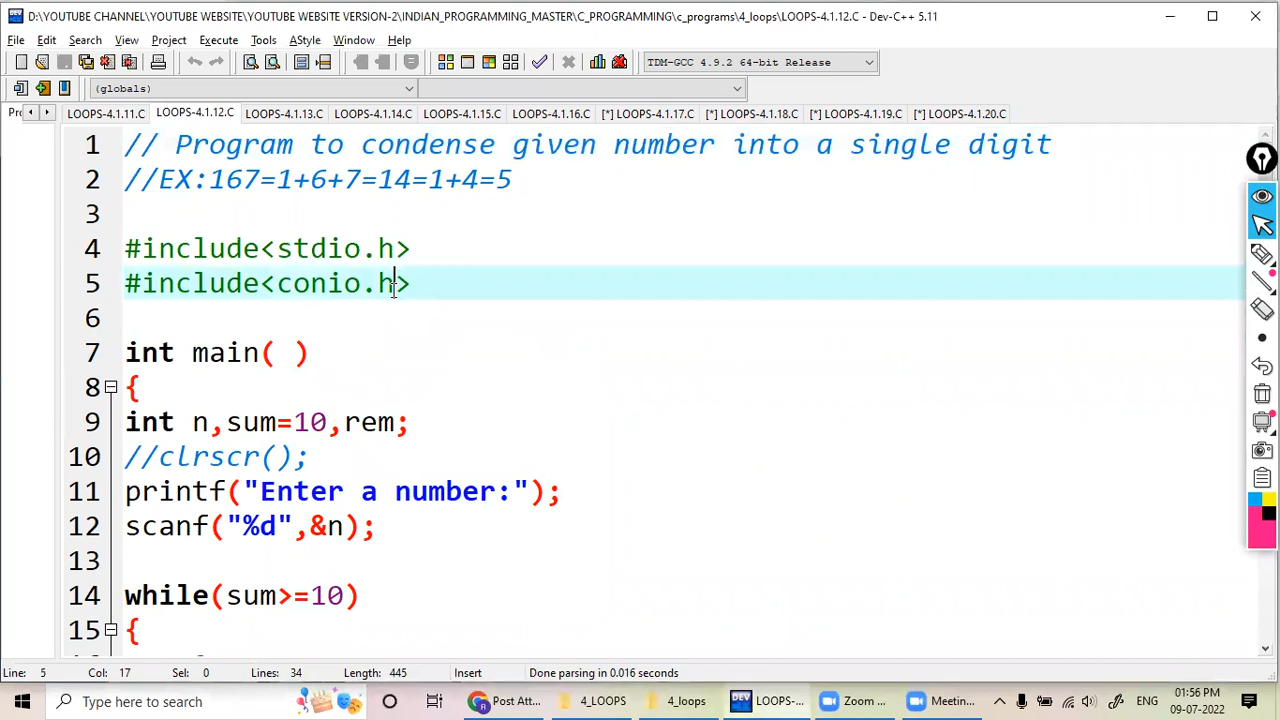 D:\YOUTUBE CHANNEL\YOUTUBE WEBSITE\YOUTUBE WEBSITE VERSION-2\INDIAN_PROGRAMMING_MASTER\C_PROGRAMMING\c_programs\4_loops\LOOPS-4.1.12.C - Dev-C++ 5.11
File Edit Search View Project Execute Tools AStyle Window Help
TDM-GCC 4.9.2 64-bit Release
(globals)
LOOPS-4.1.11.C LOOPS-4.1.12.C LOOPS-4.1.13.C LOOPS-4.1.14.C LOOPS-4.1.15.C LOOPS-4.1.16.C [*] LOOPS-4.1.17.C [*] LOOPS-4.1.18.C [*] LOOPS-4.1.19.C [*] LOOPS-4.1.20.C
1 // Program to condense given number into a single digit
2 //EX:167=1+6+7=14=1+4=5
3
4 #include<stdio.h>
5 #include<conio.h>
6
7 int main( )
8 {
9 int n,sum=10,rem;
10 //clrscr();
11 printf("Enter a number:");
12 scanf("%d",&n);
13
14 while(sum>=10)
15 {
Line: 5 Col: 17 Sel: 0 Lines: 34 Length: 445 Insert Done parsing in 0.016 seconds
Type here to search
Post Att... 4_LOOPS 4_loops LOOPS-... Zoom ... Meetin...
ENG
01:56 PM
09-07-2022